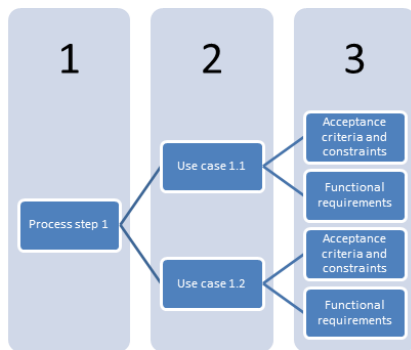 1
2
3
Process step 1
Use case 1.1
Use case 1.2
Acceptance
criteria and
constraints
Functional
requirements
Acceptance
criteria and
constraints
Functional
requirements